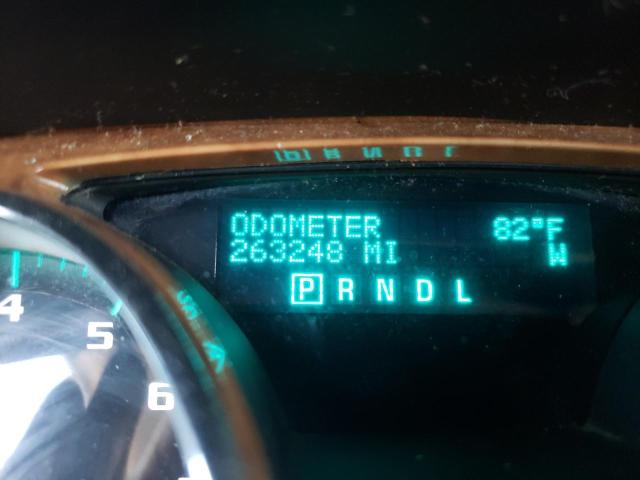 ODOMETER 82°F
263248 MI W
P R N D L
4
5
6